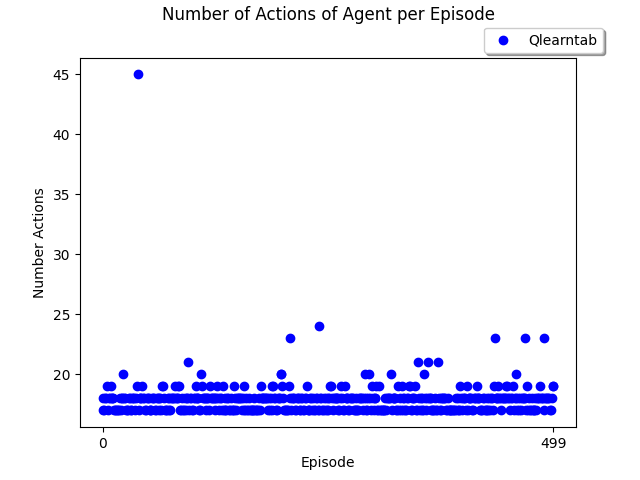 Number of Actions of Agent per Episode
Qlearntab
45
40
35
30
25
20
Number Actions
0
499
Episode